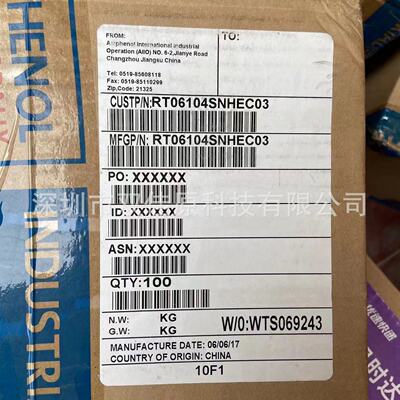 FROM:
Amphenol International Industrial
Operation (AIIO) NO. 6-2,Jianye Road
Changzhou Jiangsu China
Tel: 0519-85608118
Fax: 0519-85110299
Zip,Code: 21325
TO:
CUSTP/N:RT06104SNHEC03
MFGP/N:RT06104SNHEC03
PO: XXXXXX
ID: XXXXXX
ASN: XXXXXX
QTY:100
N.W: KG
G.W: KG
W/0:WTS069243
MANUFACTURE DATE: 06/06/17
COUNTRY OF ORIGIN: CHINA
10F1
PHENOL
INDUSTRI
深圳市
科技有限公司